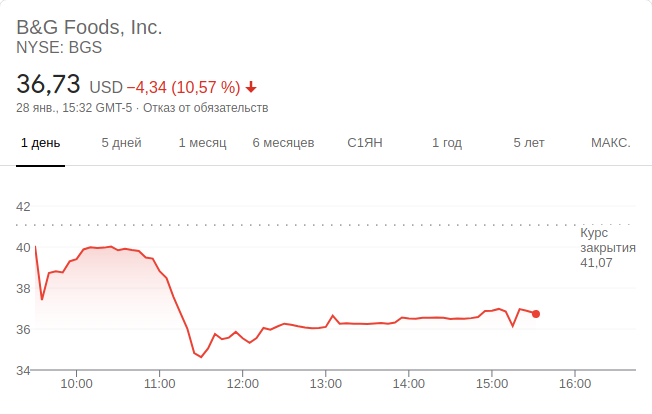 B&G Foods, Inc.
NYSE: BGS
36,73 USD −4,34 (10,57 %)
28 янв., 15:32 GMT-5 · Отказ от обязательств
1 день 5 дней 1 месяц 6 месяцев С1ЯН 1 год 5 лет МАКС.
42
Курс
закрытия
41,07
40
38
36
34
10:00 11:00 12:00 13:00 14:00 15:00 16:00